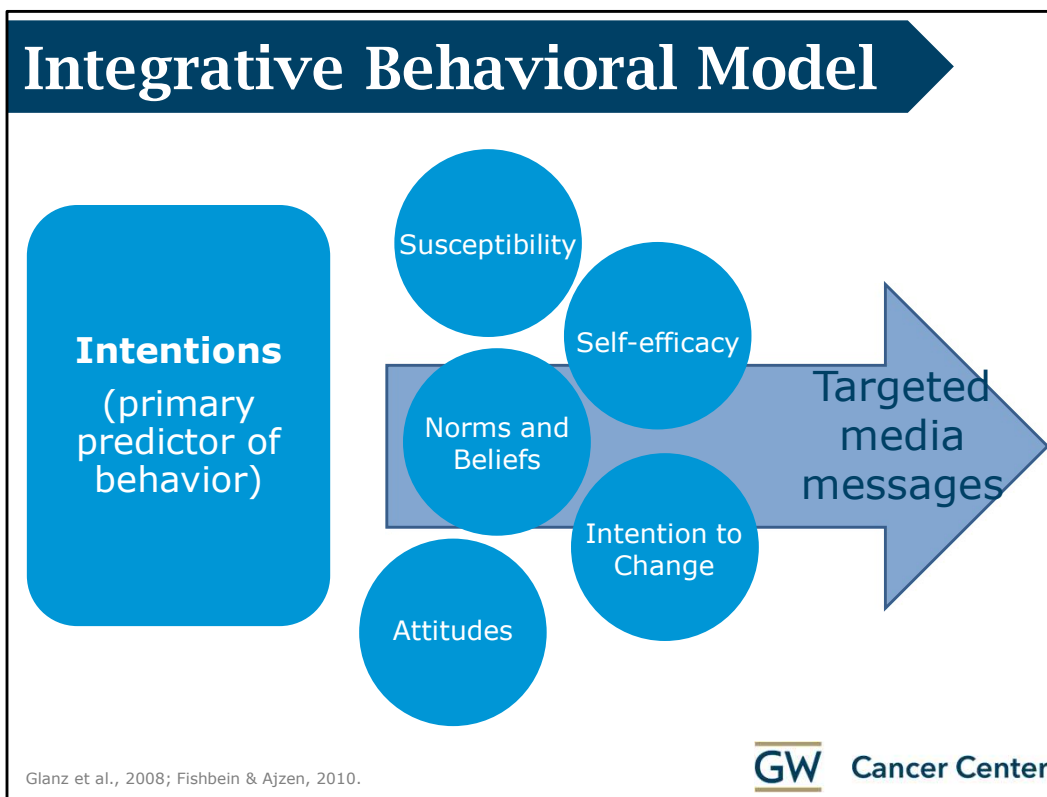 Integrative Behavioral Model
Intentions
(primary
predictor of
behavior)
Susceptibility
Self-efficacy
Norms and
Beliefs
Intention to
Change
Attitudes
Targeted
media
messages
Glanz et al., 2008; Fishbein & Ajzen, 2010.
GW Cancer Center